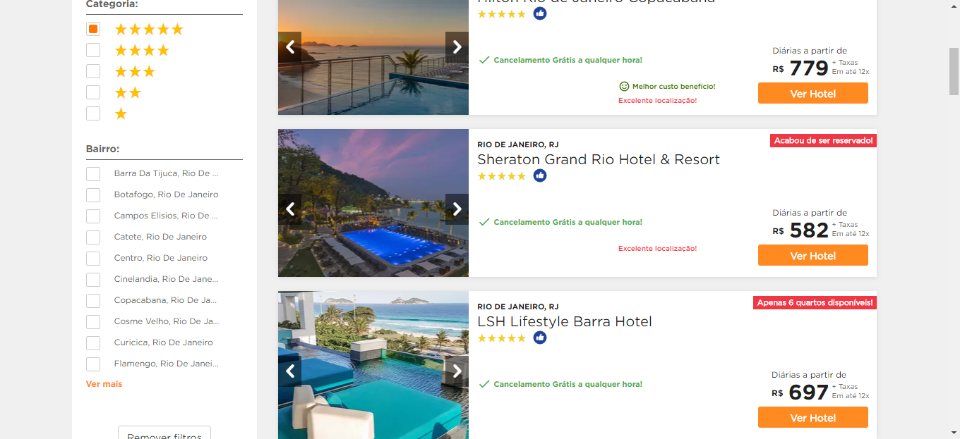 Categoria:
Bairro:
Barra Da Tijuca, Rio De ...
Botafogo, Rio De Janeiro
Campos Elisios, Rio De ...
Catete, Rio De Janeiro
Centro, Rio De Janeiro
Cinelandia, Rio De Jane...
Copacabana, Rio De Ja...
Cosme Velho, Rio De Ja...
Curicica, Rio De Janeiro
Flamengo, Rio De Janei...
Ver mais
Remover filtros
Hilton Rio de Janeiro Copacabana
Cancelamento Grátis a qualquer hora!
Melhor custo benefício!
Excelente localização!
Diárias a partir de
R$ 779 + Taxas
Em até 12x
Ver Hotel
Acabou de ser reservado!
RIO DE JANEIRO, RJ
Sheraton Grand Rio Hotel & Resort
Cancelamento Grátis a qualquer hora!
Excelente localização!
Diárias a partir de
R$ 582 + Taxas
Em até 12x
Ver Hotel
Apenas 6 quartos disponíveis!
RIO DE JANEIRO, RJ
LSH Lifestyle Barra Hotel
Cancelamento Grátis a qualquer hora!
Diárias a partir de
R$ 697 + Taxas
Em até 12x
Ver Hotel